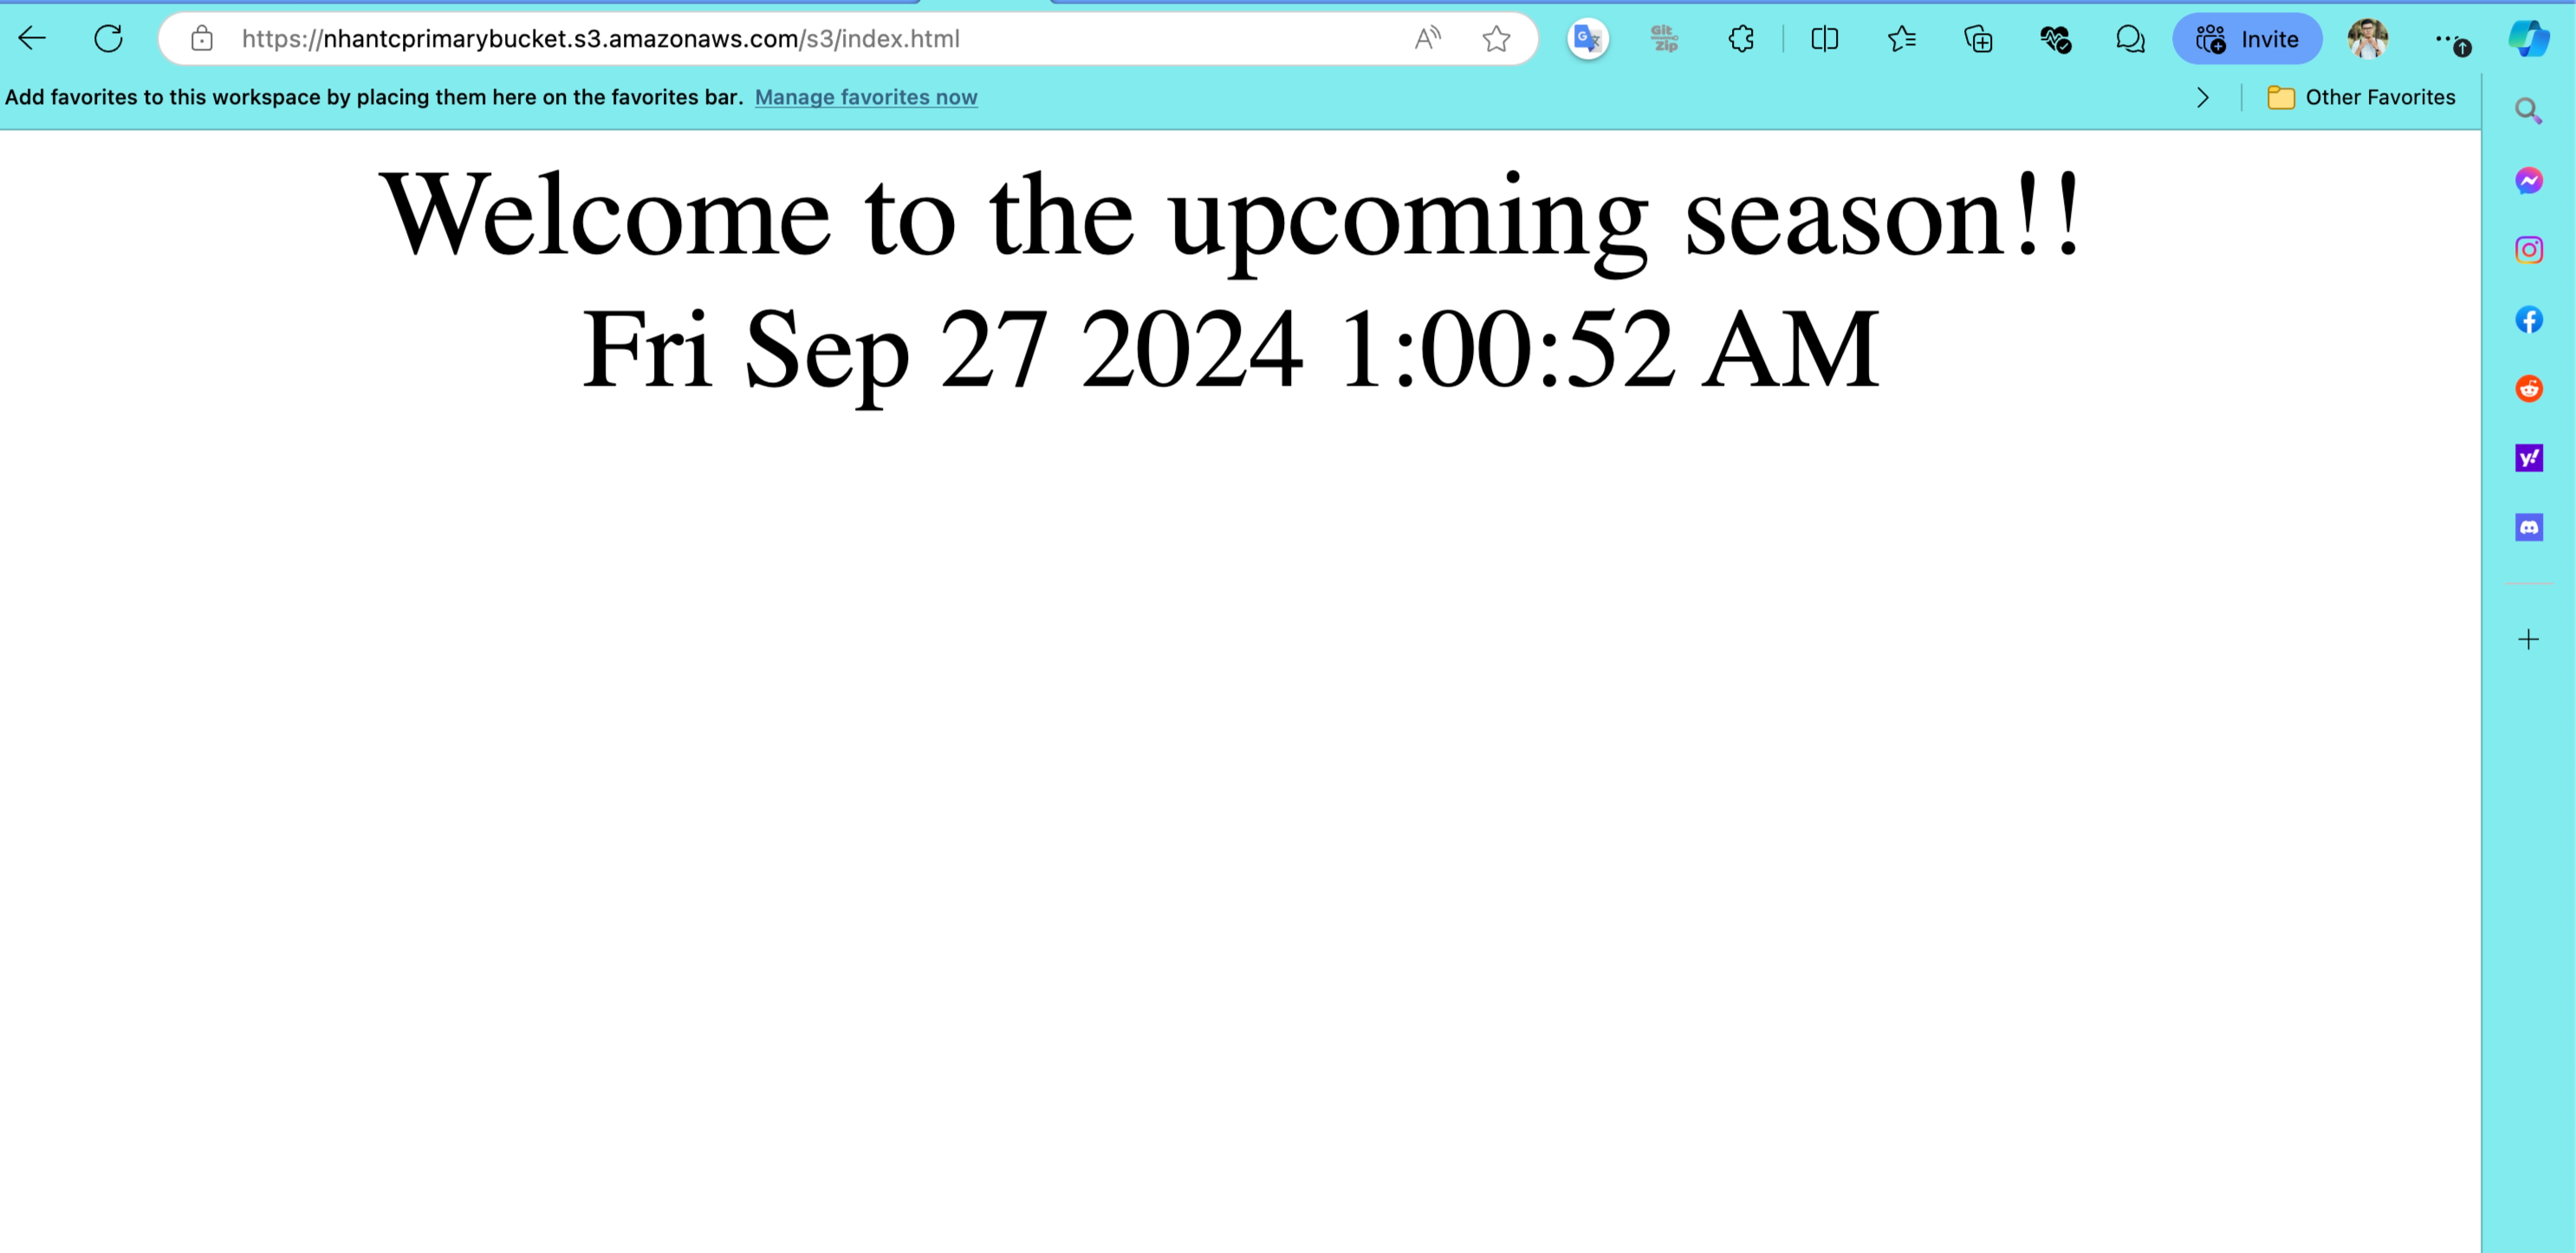 https://nhantcprimarybucket.s3.amazonaws.com/s3/index.html
A
G
Git
Zip
Invite
Add favorites to this workspace by placing them here on the favorites bar. Manage favorites now
Other Favorites
Welcome to the upcoming season!!
Fri Sep 27 2024 1:00:52 AM
y!